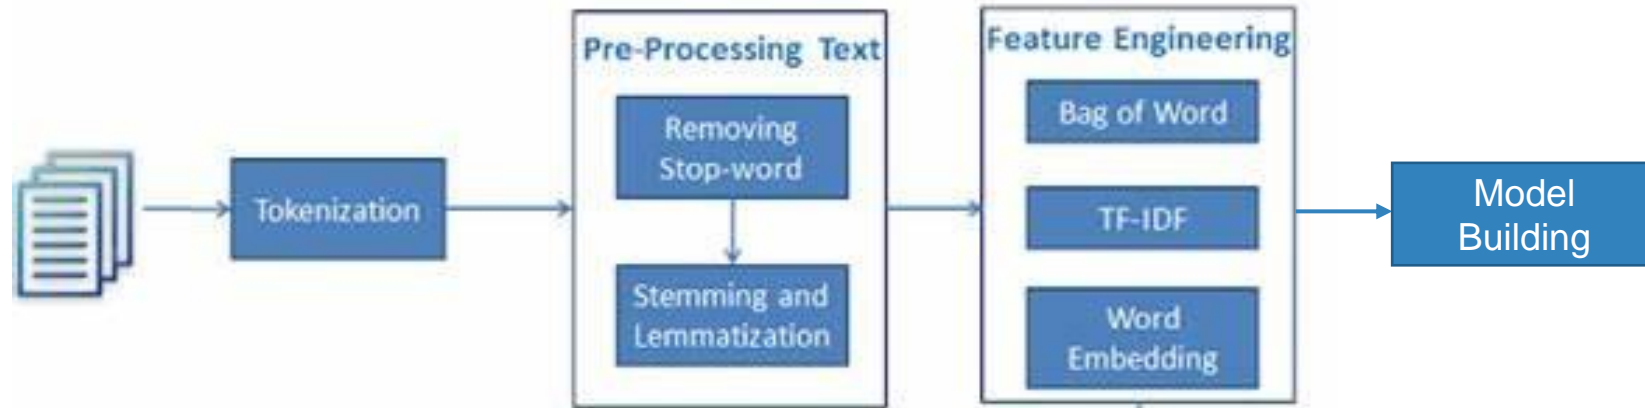 Tokenization
Pre-Processing Text
Removing
Stop-word
Stemming and
Lemmatization
Feature Engineering
Bag of Word
TF-IDF
Word
Embedding
Model
Building